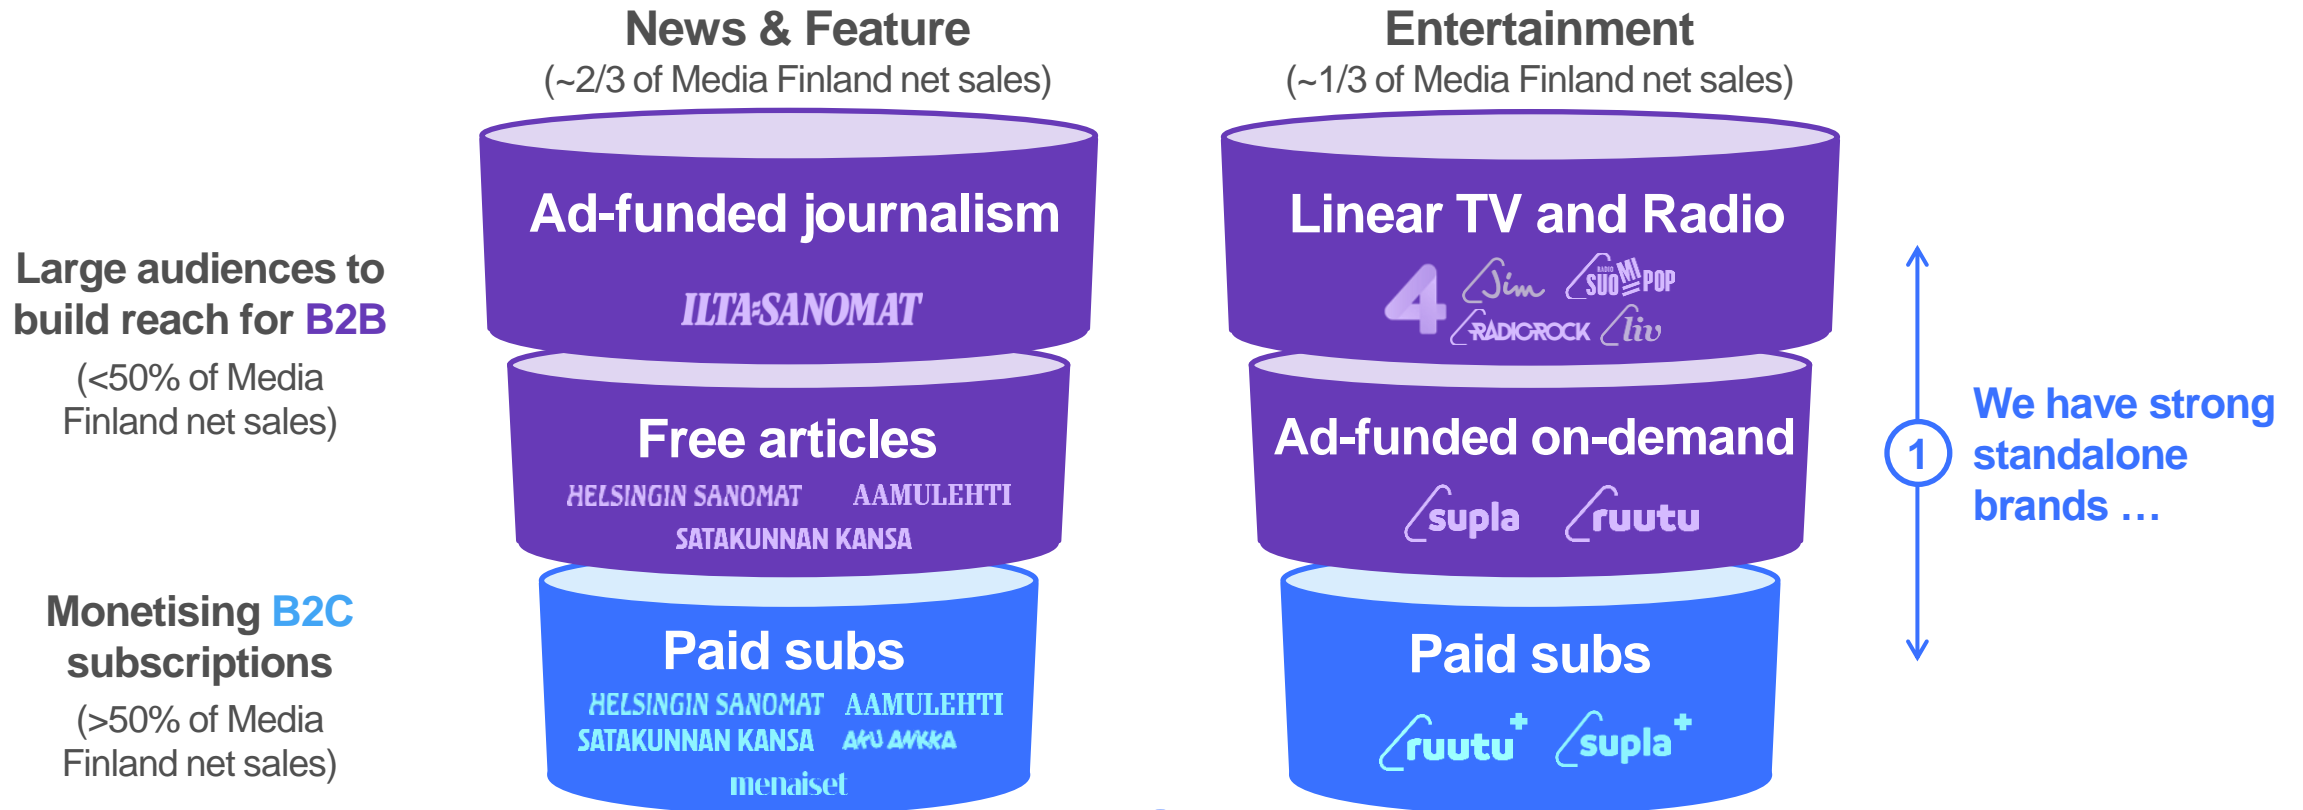 News & Feature
(~2/3 of Media Finland net sales)
Entertainment
(~1/3 of Media Finland net sales)
Large audiences to
build reach for B2B
(<50% of Media
Finland net sales)
Monetising B2C
subscriptions
(>50% of Media
Finland net sales)
Ad-funded journalism
ILTA-SANOMAT
Free articles
HELSINGIN SANOMAT AAMULEHTI
SATAKUNNAN KANSA
Paid subs
HELSINGIN SANOMAT AAMULEHTI
SATAKUNNAN KANSA AKU ANKKA
menaiset
Linear TV and Radio
4 Jim RADIO SUOMIPOP
RADIO ROCK liv
Ad-funded on-demand
supla ruutu
Paid subs
ruutu+ supla+
1
We have strong
standalone
brands …